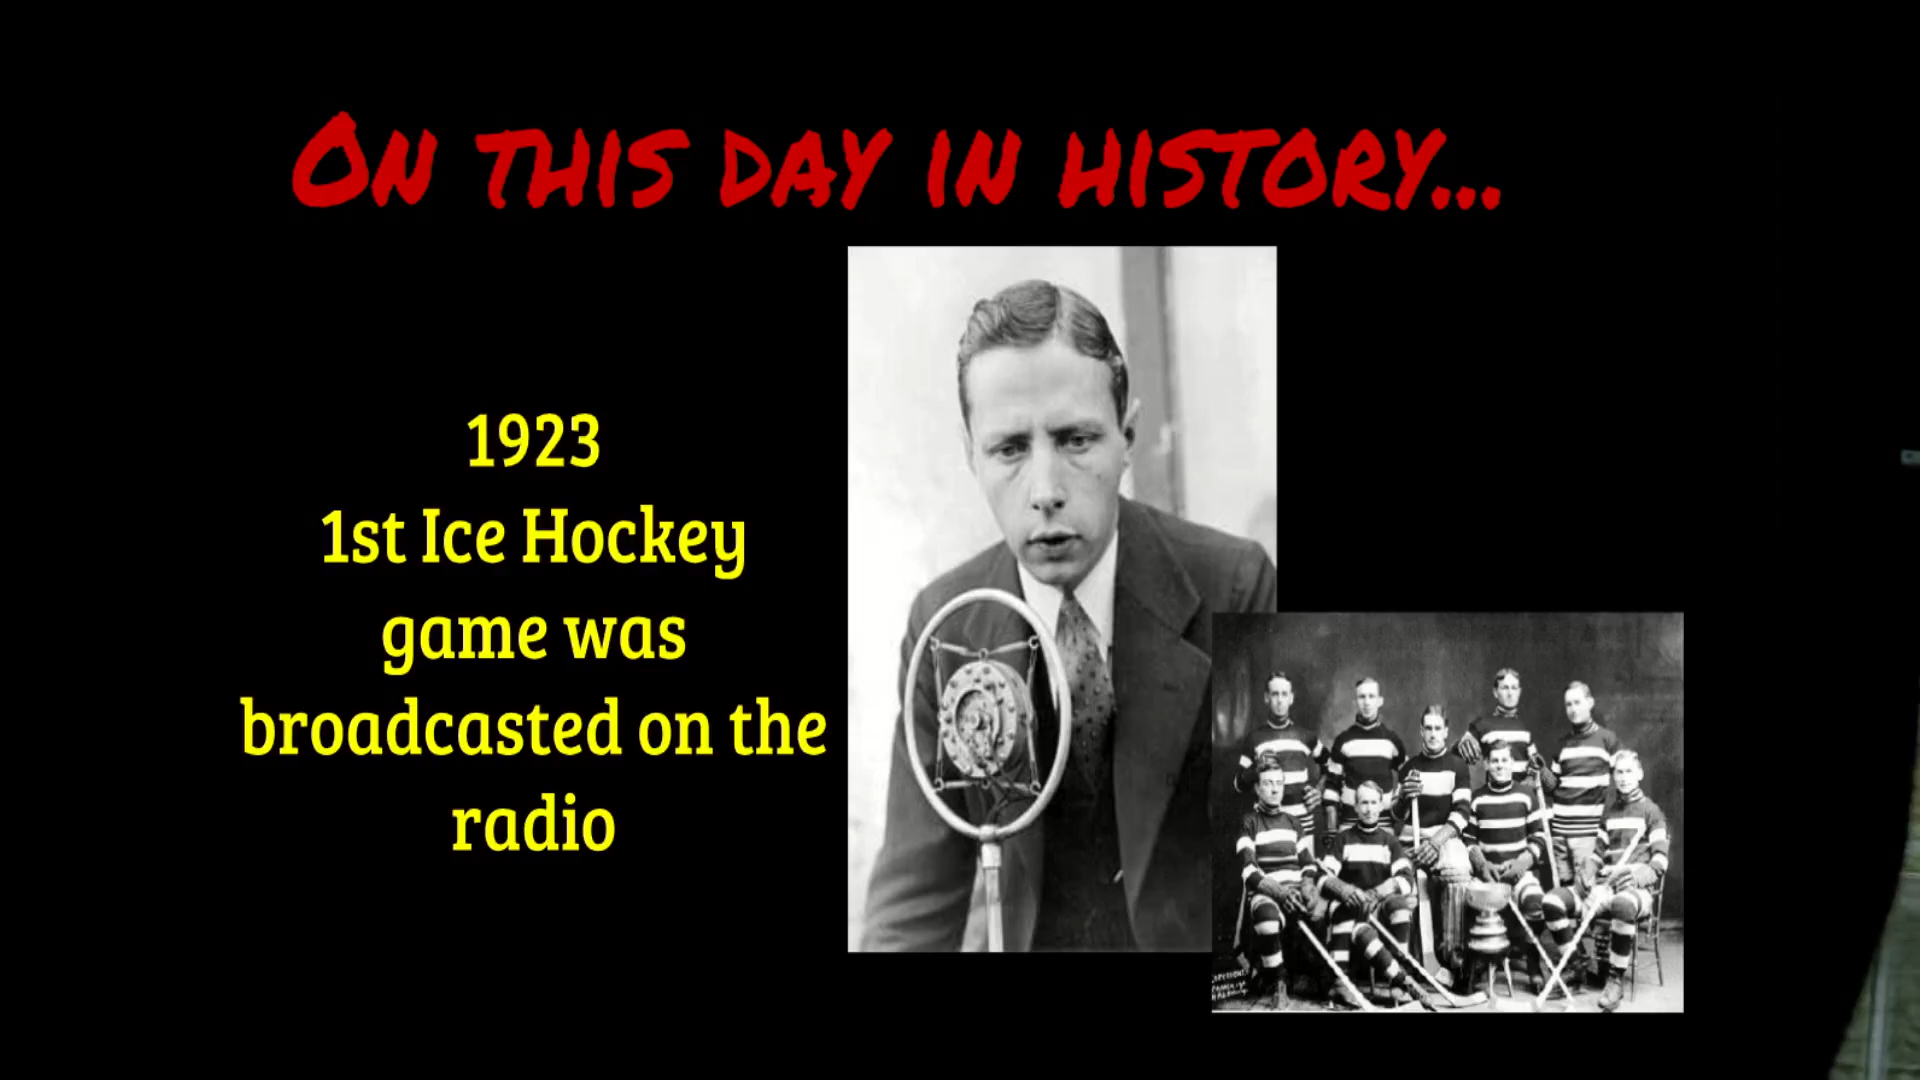 On this day in history...
1923
1st Ice Hockey
game was
broadcasted on the
radio